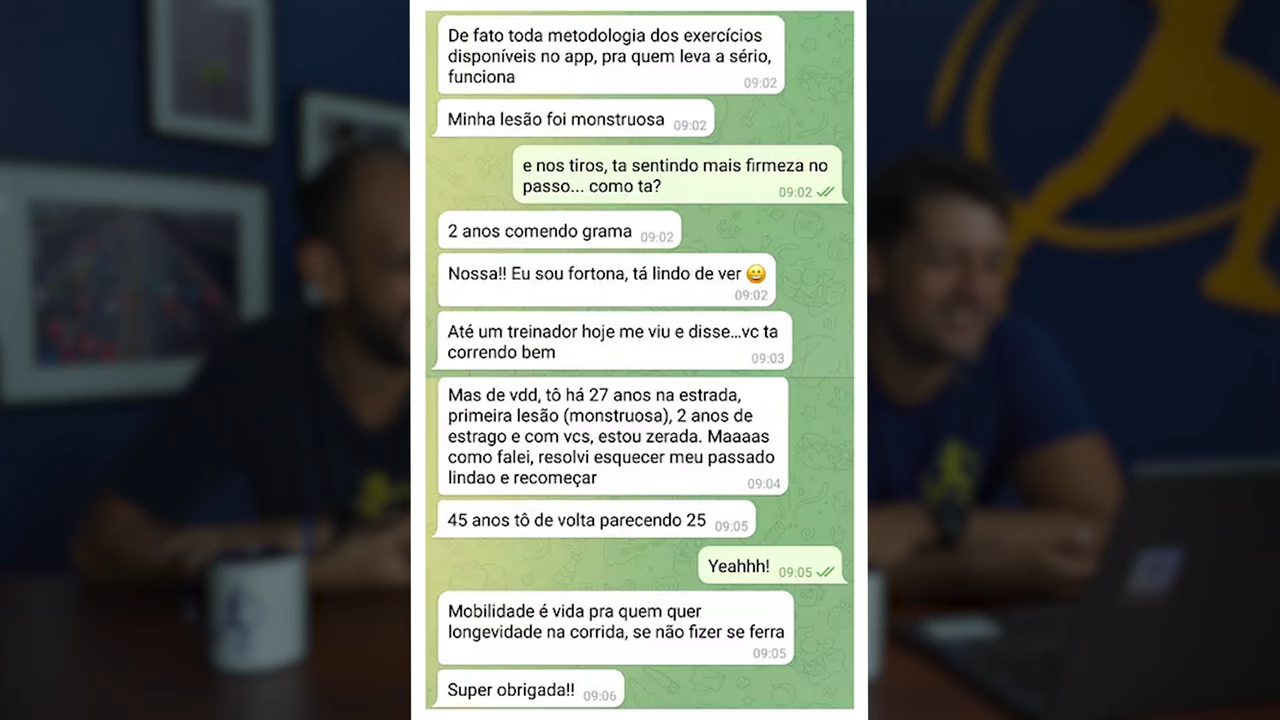 De fato toda metodologia dos exercícios
disponíveis no app, pra quem leva a sério,
funciona
09:02
Minha lesão foi monstruosa 09:02
e nos tiros, ta sentindo mais firmeza no
passo... como ta?
09:02
2 anos comendo grama 09:02
Nossa!! Eu sou fortona, tá lindo de ver 😀
09:02
Até um treinador hoje me viu e disse...vc ta
correndo bem
09:03
Mas de vdd, tô há 27 anos na estrada,
primeira lesão (monstruosa), 2 anos de
estrago e com vcs, estou zerada. Maaaas
como falei, resolvi esquecer meu passado
lindao e recomeçar
09:04
45 anos tô de volta parecendo 25 09:05
Yeahhh! 09:05
Mobilidade é vida pra quem quer
longevidade na corrida, se não fizer se ferra
09:05
Super obrigada!! 09:06